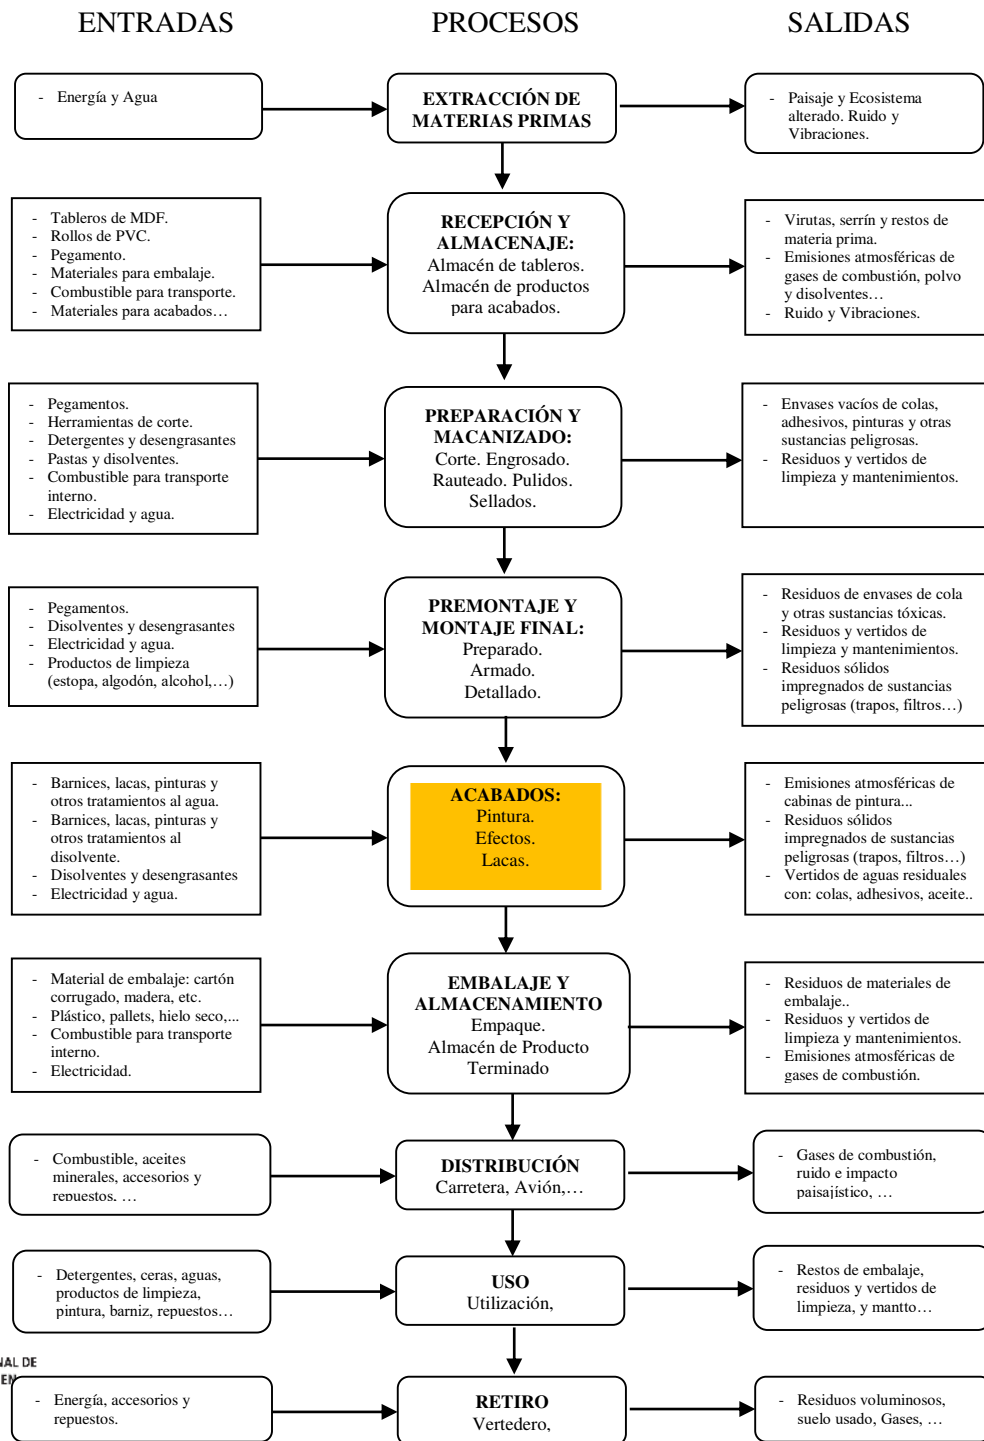 ENTRADAS PROCESOS SALIDAS
- Energía y Agua
EXTRACCIÓN DE
MATERIAS PRIMAS
- Paisaje y Ecosistema
alterado. Ruido y
Vibraciones.
- Tableros de MDF.
- Rollos de PVC.
- Pegamento.
- Materiales para embalaje.
- Combustible para transporte.
- Materiales para acabados…
RECEPCIÓN Y
ALMACENAJE:
Almacén de tableros.
Almacén de productos
para acabados.
- Virutas, serrín y restos de
materia prima.
- Emisiones atmosféricas de
gases de combustión, polvo
y disolventes…
- Ruido y Vibraciones.
- Pegamentos.
- Herramientas de corte.
- Detergentes y desengrasantes
- Pastas y disolventes.
- Combustible para transporte
interno.
- Electricidad y agua.
PREPARACIÓN Y
MACANIZADO:
Corte. Engrosado.
Rauteado. Pulidos.
Sellados.
- Envases vacíos de colas,
adhesivos, pinturas y otras
sustancias peligrosas.
- Residuos y vertidos de
limpieza y mantenimientos.
- Pegamentos.
- Disolventes y desengrasantes
- Electricidad y agua.
- Productos de limpieza
(estopa, algodón, alcohol,…)
PREMONTAJE Y
MONTAJE FINAL:
Preparado.
Armado.
Detallado.
- Residuos de envases de cola
y otras sustancias tóxicas.
- Residuos y vertidos de
limpieza y mantenimientos.
- Residuos sólidos
impregnados de sustancias
peligrosas (trapos, filtros…)
- Barnices, lacas, pinturas y
otros tratamientos al agua.
- Barnices, lacas, pinturas y
otros tratamientos al
disolvente.
- Disolventes y desengrasantes
- Electricidad y agua.
ACABADOS:
Pintura.
Efectos.
Lacas.
- Emisiones atmosféricas de
cabinas de pintura...
- Residuos sólidos
impregnados de sustancias
peligrosas (trapos, filtros…)
- Vertidos de aguas residuales
con: colas, adhesivos, aceite..
- Material de embalaje: cartón
corrugado, madera, etc.
- Plástico, pallets, hielo seco,...
- Combustible para transporte
interno.
- Electricidad.
EMBALAJE Y
ALMACENAMIENTO
Empaque.
Almacén de Producto
Terminado
- Residuos de materiales de
embalaje..
- Residuos y vertidos de
limpieza y mantenimientos.
- Emisiones atmosféricas de
gases de combustión.
- Combustible, aceites
minerales, accesorios y
repuestos, …
DISTRIBUCIÓN
Carretera, Avión,…
- Gases de combustión,
ruido e impacto
paisajístico, …
- Detergentes, ceras, aguas,
productos de limpieza,
pintura, barniz, repuestos…
USO
Utilización,
- Restos de embalaje,
residuos y vertidos de
limpieza, y mantto…
NAL DE
EN
- Energía, accesorios y
repuestos.
RETIRO
Vertedero,
- Residuos voluminosos,
suelo usado, Gases, …